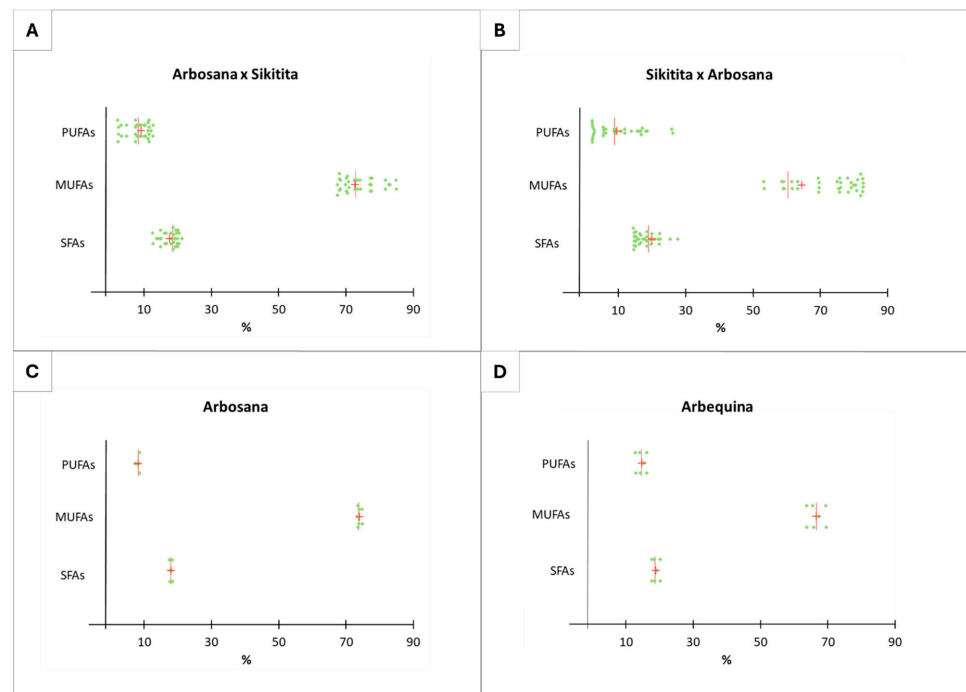 A
Arbosana x Sikitita
PUFAs
MUFAs
SFAs
10 30 50 70 90
%
B
Sikitita x Arbosana
PUFAs
MUFAs
SFAs
10 30 50 70 90
%
C
Arbosana
PUFAs
MUFAs
SFAs
10 30 50 70 90
%
D
Arbequina
PUFAs
MUFAs
SFAs
10 30 50 70 90
%